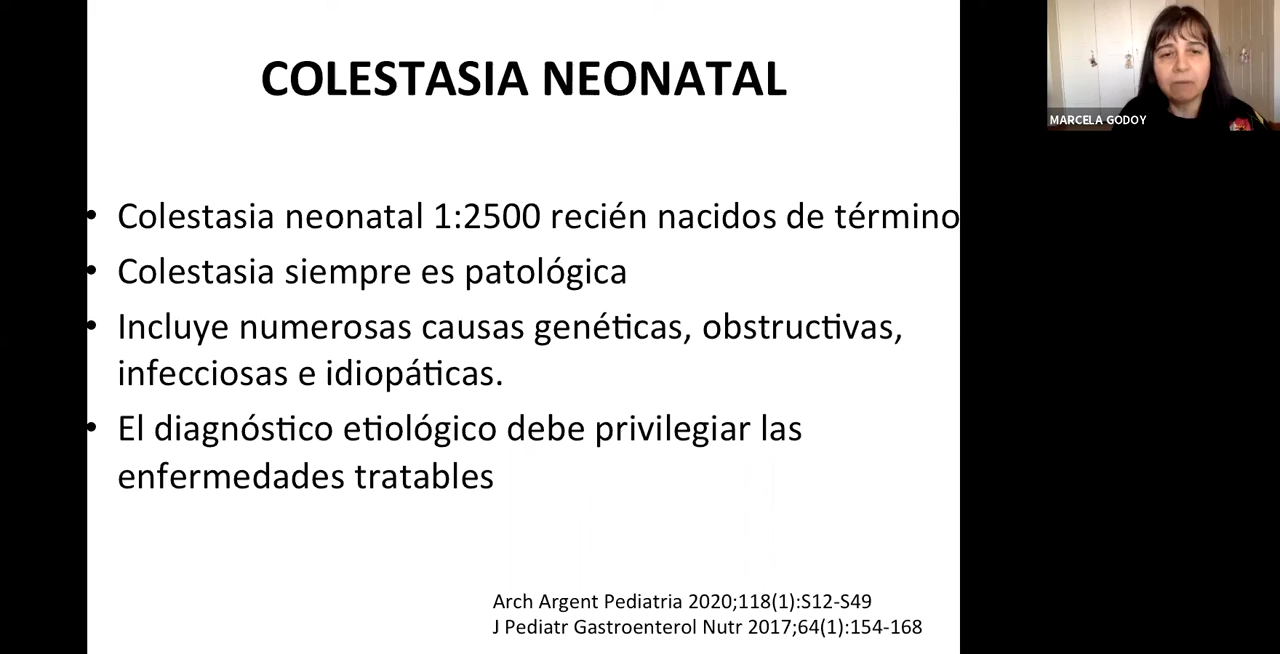 COLESTASIA NEONATAL
MARCELA GODOY
• Colestasia neonatal 1:2500 recién nacidos de término
• Colestasia siempre es patológica
• Incluye numerosas causas genéticas, obstructivas,
infecciosas e idiopáticas.
• El diagnóstico etiológico debe privilegiar las
enfermedades tratables
Arch Argent Pediatria 2020;118(1):S12-S49
J Pediatr Gastroenterol Nutr 2017;64(1):154-168